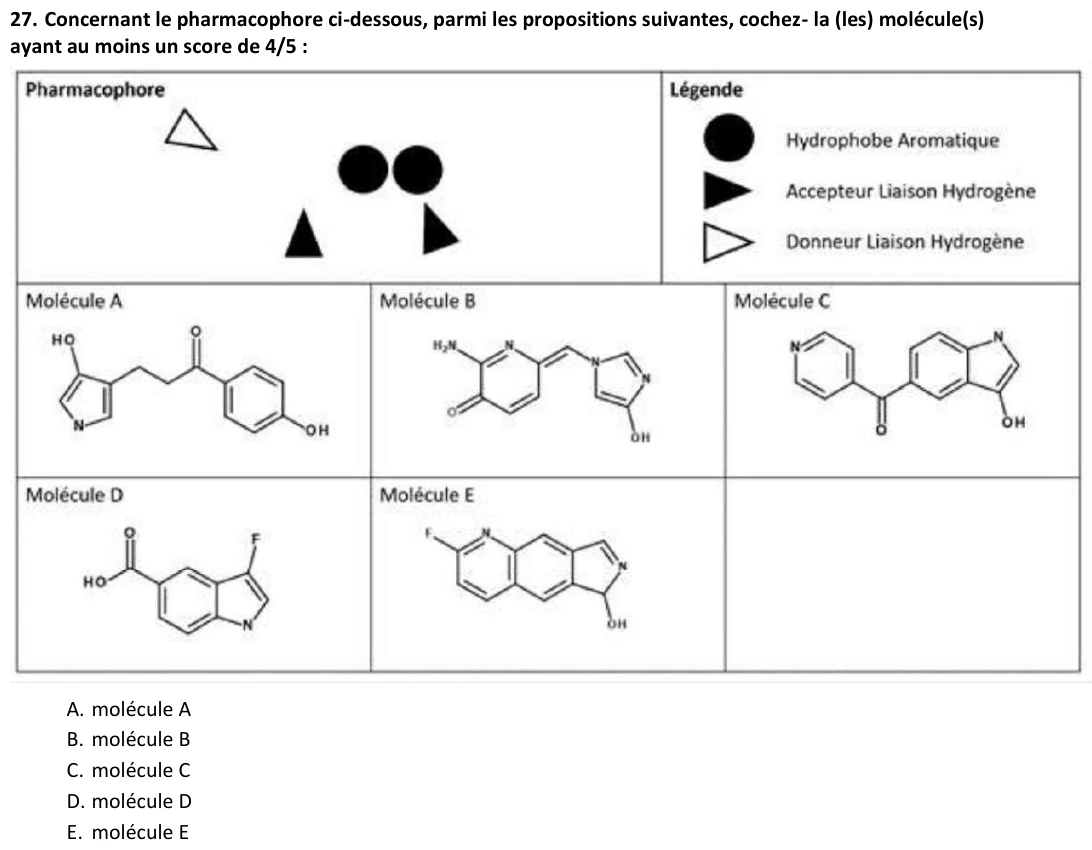 27. Concernant le pharmacophore ci-dessous, parmi les propositions suivantes, cochez- la (les) molécule(s)
ayant au moins un score de 4/5 :
Pharmacophore
Légende
Hydrophobe Aromatique
Accepteur Liaison Hydrogène
Donneur Liaison Hydrogène
Molécule A
HO
O
N
OH
Molécule B
H₂N
N
N
N
O
OH
Molécule C
N
N
O
OH
Molécule D
O
F
HO
N
Molécule E
F
N
N
OH
A. molécule A
B. molécule B
C. molécule C
D. molécule D
E. molécule E